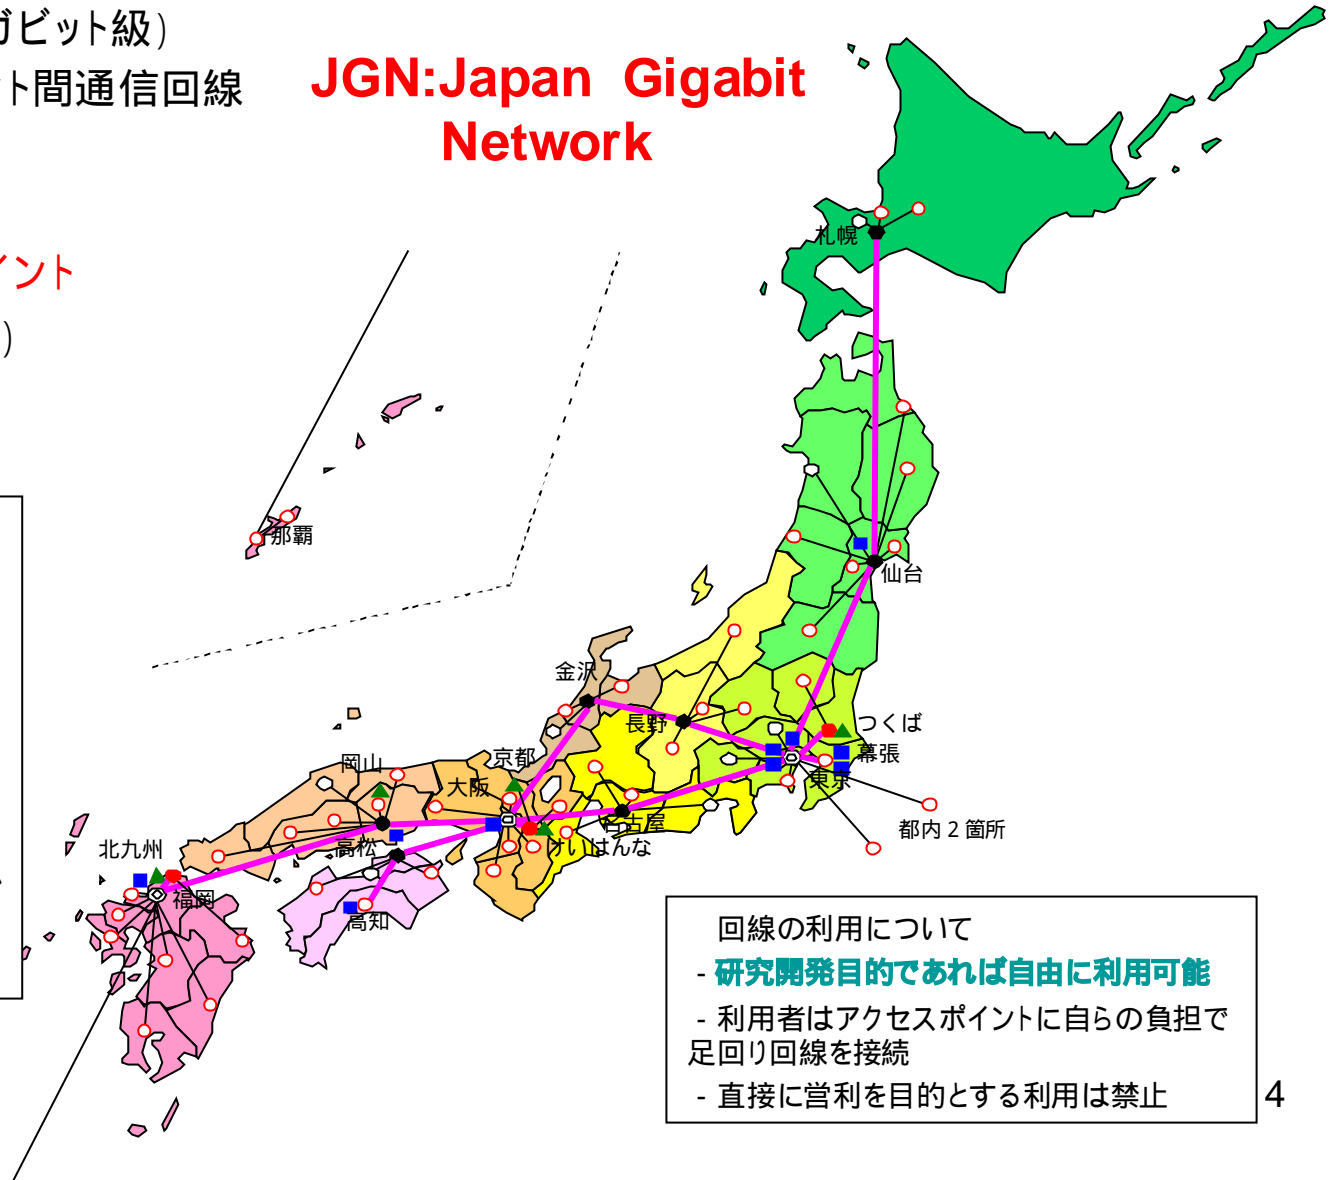 ガビット級)
ト間通信回線
JGN:Japan Gigabit
Network
イント
)
札幌
那覇
仙台
金沢
長野
つくば
幕張
東京
都内2箇所
岡山
京都
大阪
名古屋
けいはんな
高松
北九州
福岡
高知
回線の利用について
- 研究開発目的であれば自由に利用可能
- 利用者はアクセスポイントに自らの負担で
足回り回線を接続
- 直接に営利を目的とする利用は禁止
4